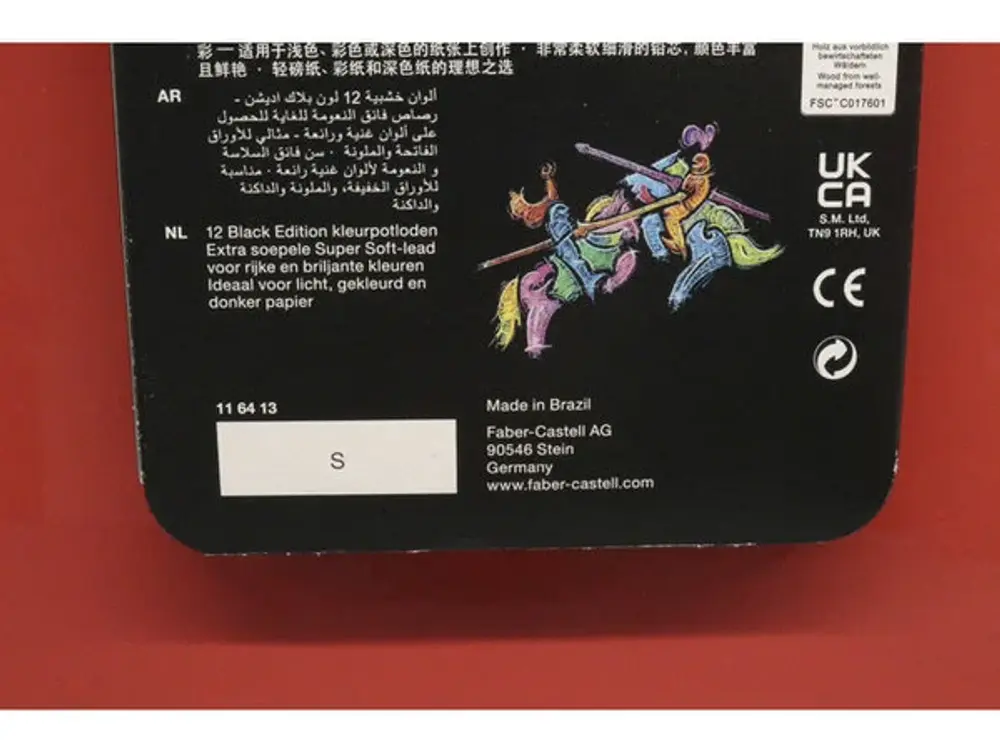 彩 一 适用于浅色、彩色或深色的纸张上创作 · 非常柔软细滑的铅芯，颜色丰富
且鲜艳 · 轻磅纸、彩纸和深色纸的理想之选
AR
ألوان خشبية 12 لون بلاك اديشن -
رصاص فائق النعومة للغاية للحصول
على ألوان غنية ورائعة - مثالي للأوراق
الفاتحة والملونة · سن فائق السلاسة
و النعومة لألوان غنية رائعة · مناسبة
للأوراق الخفيفة، والملونة والداكنة
والداكنة
NL
12 Black Edition kleurpotloden
Extra soepele Super Soft-lead
voor rijke en briljante kleuren
Ideaal voor licht, gekleurd en
donker papier
Holz aus vorbildlich
bewirtschafteten
Wäldern
Wood from well-
managed forests
FSC™ C017601
UK
CA
S.M. Ltd,
TN9 1RH, UK
CE
11 64 13
S
Made in Brazil
Faber-Castell AG
90546 Stein
Germany
www.faber-castell.com